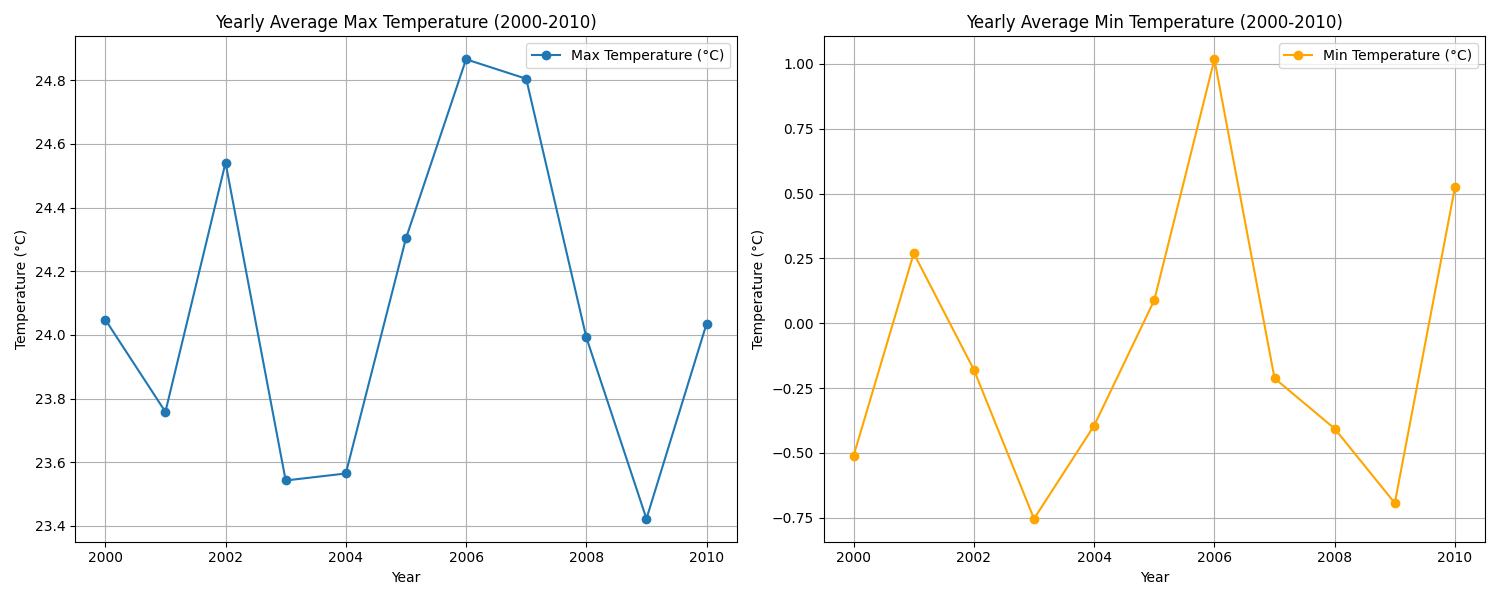 Yearly Average Max Temperature (2000-2010)
Max Temperature (°C)
Temperature (°C)
24.8
24.6
24.4
24.2
24.0
23.8
23.6
23.4
2000 2002 2004 2006 2008 2010
Year
Yearly Average Min Temperature (2000-2010)
Min Temperature (°C)
Temperature (°C)
1.00
0.75
0.50
0.25
0.00
−0.25
−0.50
−0.75
2000 2002 2004 2006 2008 2010
Year